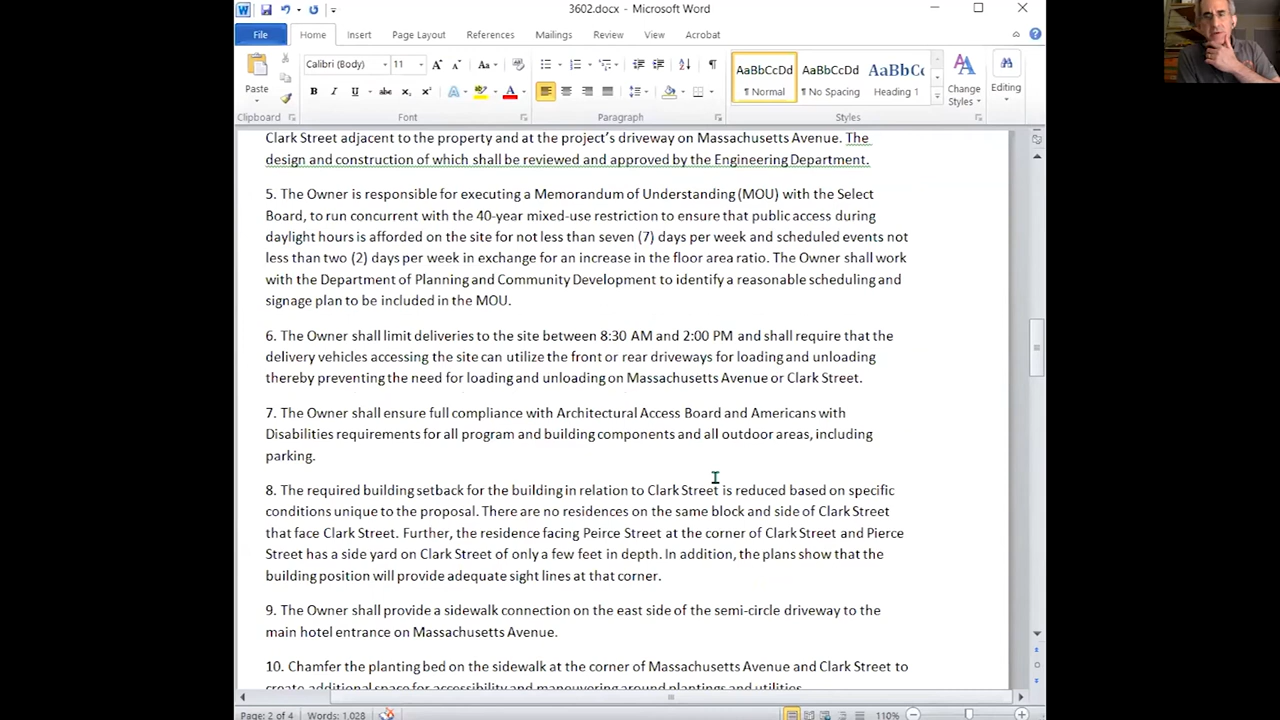 3602.docx - Microsoft Word
File Home Insert Page Layout References Mailings Review View Acrobat
Calibri (Body) 11
Paste
Clipboard Font Paragraph Styles
AaBbCcDd AaBbCcDd AaBbCc
¶ Normal ¶ No Spacing Heading 1
Change Styles
Editing
Clark Street adjacent to the property and at the project's driveway on Massachusetts Avenue. The
design and construction of which shall be reviewed and approved by the Engineering Department.
5. The Owner is responsible for executing a Memorandum of Understanding (MOU) with the Select
Board, to run concurrent with the 40-year mixed-use restriction to ensure that public access during
daylight hours is afforded on the site for not less than seven (7) days per week and scheduled events not
less than two (2) days per week in exchange for an increase in the floor area ratio. The Owner shall work
with the Department of Planning and Community Development to identify a reasonable scheduling and
signage plan to be included in the MOU.
6. The Owner shall limit deliveries to the site between 8:30 AM and 2:00 PM and shall require that the
delivery vehicles accessing the site can utilize the front or rear driveways for loading and unloading
thereby preventing the need for loading and unloading on Massachusetts Avenue or Clark Street.
7. The Owner shall ensure full compliance with Architectural Access Board and Americans with
Disabilities requirements for all program and building components and all outdoor areas, including
parking.
8. The required building setback for the building in relation to Clark Street is reduced based on specific
conditions unique to the proposal. There are no residences on the same block and side of Clark Street
that face Clark Street. Further, the residence facing Peirce Street at the corner of Clark Street and Pierce
Street has a side yard on Clark Street of only a few feet in depth. In addition, the plans show that the
building position will provide adequate sight lines at that corner.
9. The Owner shall provide a sidewalk connection on the east side of the semi-circle driveway to the
main hotel entrance on Massachusetts Avenue.
10. Chamfer the planting bed on the sidewalk at the corner of Massachusetts Avenue and Clark Street to
create additional space for accessibility and maneuvering around plantings and utilities.
Page: 2 of 4 Words: 1,028 110%